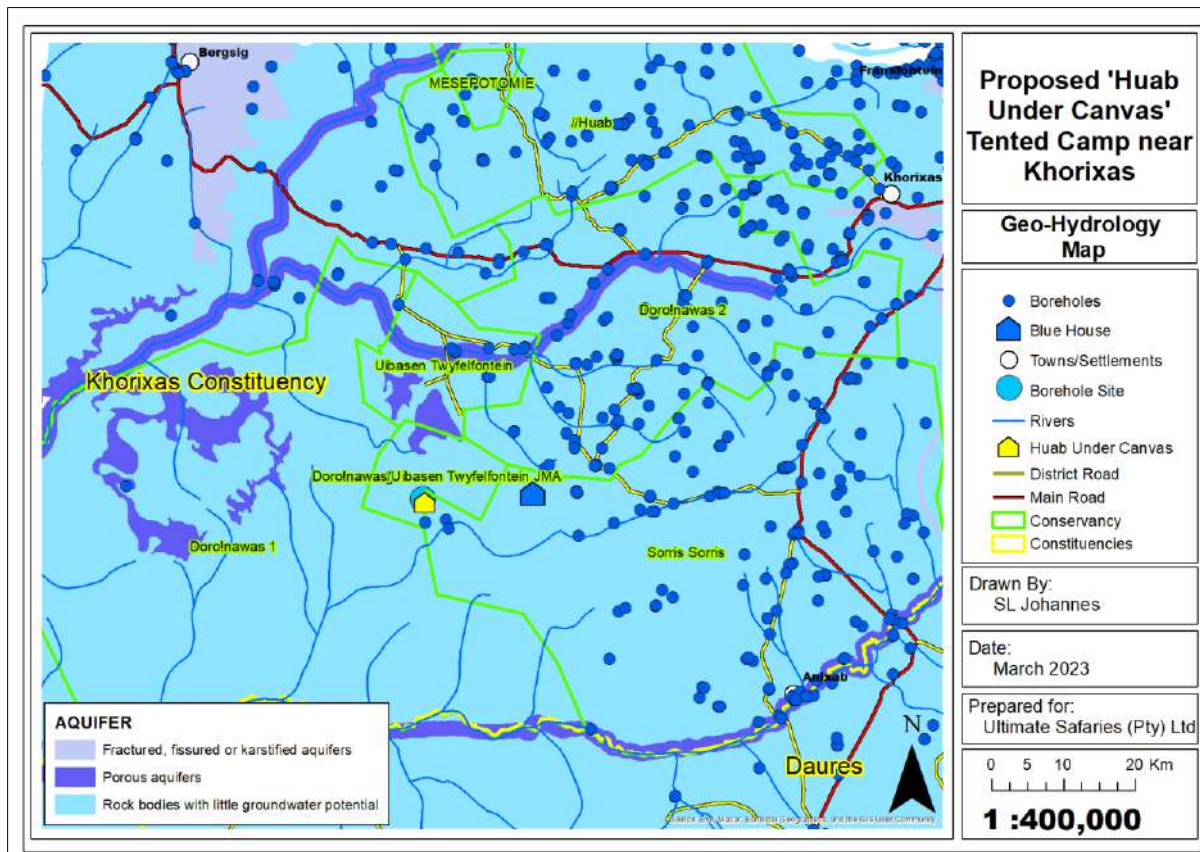 Bergsig
MESEPOTOMIE
Fransfontein
//Huab
Khorixas
Doro!nawas 2
Uibasen Twyfelfontein
Khorixas Constituency
Doro!nawas/Uibasen Twyfelfontein JMA
Doro!nawas 1
Sorris Sorris
Anixab
Daures
N
AQUIFER
Fractured, fissured or karstified aquifers
Porous aquifers
Rock bodies with little groundwater potential
Proposed 'Huab
Under Canvas'
Tented Camp near
Khorixas
Geo-Hydrology
Map
Boreholes
Blue House
Towns/Settlements
Borehole Site
Rivers
Huab Under Canvas
District Road
Main Road
Conservancy
Constituencies
Drawn By:
SL Johannes
Date:
March 2023
Prepared for:
Ultimate Safaries (Pty) Ltd
0 5 10 20 Km
1 :400,000